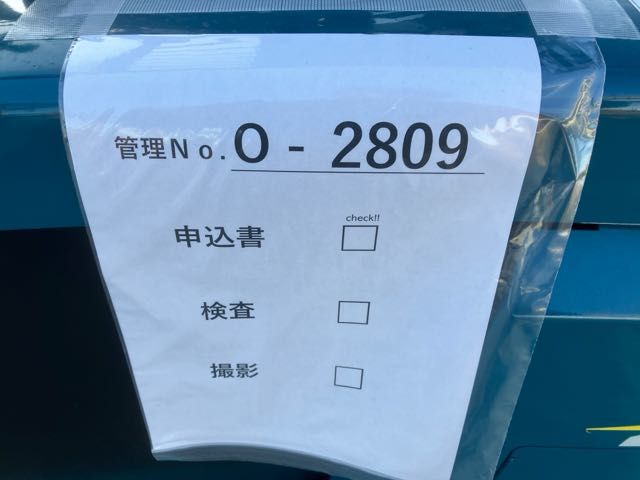 管理No. O - 2809
check!!
申込書 □
検査 □
撮影 □